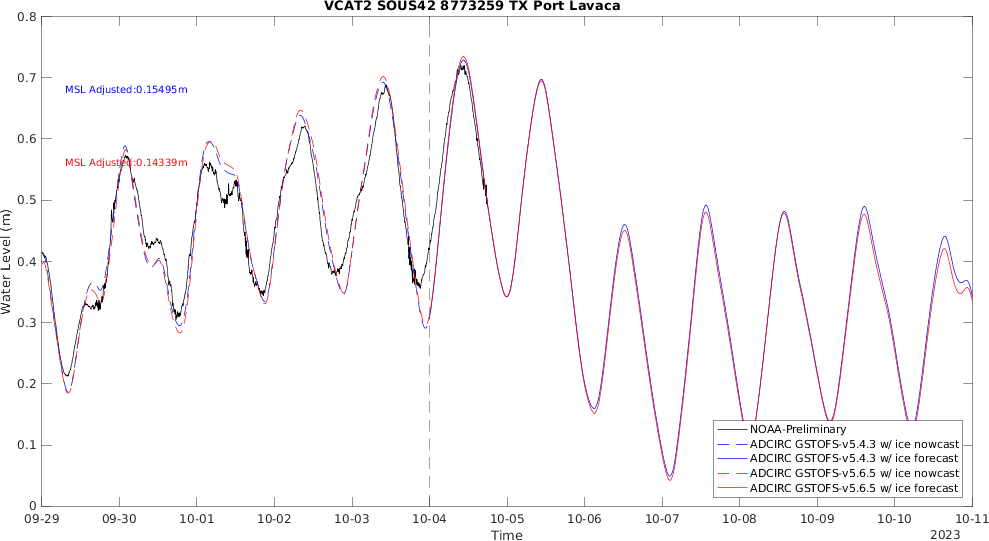 VCAT2 SOUS42 8773259 TX Port Lavaca
0.8
0.7
0.6
0.5
0.4
0.3
0.2
0.1
0
Water Level (m)
MSL Adjusted:0.15495m
MSL Adjusted:0.14339m
NOAA-Preliminary
ADCIRC GSTOFS-v5.4.3 w/ ice nowcast
ADCIRC GSTOFS-v5.4.3 w/ ice forecast
ADCIRC GSTOFS-v5.6.5 w/ ice nowcast
ADCIRC GSTOFS-v5.6.5 w/ ice forecast
09-29 09-30 10-01 10-02 10-03 10-04 10-05 10-06 10-07 10-08 10-09 10-10 10-11
Time
2023